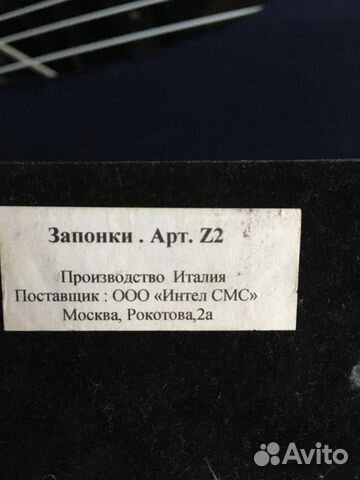 Запонки . Арт. Z2
Производство Италия
Поставщик : ООО «Интел СМС»
Москва, Рокотова,2а
Avito